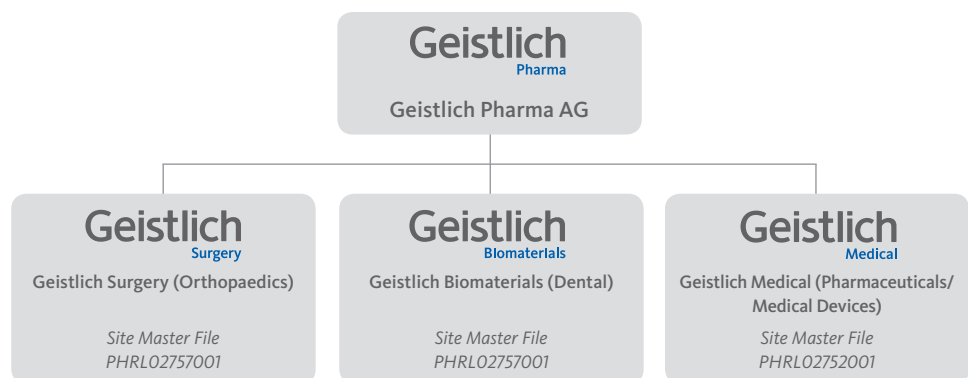 Geistlich
Pharma
Geistlich Pharma AG
Geistlich
Surgery
Geistlich Surgery (Orthopaedics)
Site Master File
PHRL02757001
Geistlich
Biomaterials
Geistlich Biomaterials (Dental)
Site Master File
PHRL02757001
Geistlich
Medical
Geistlich Medical (Pharmaceuticals/
Medical Devices)
Site Master File
PHRL02752001